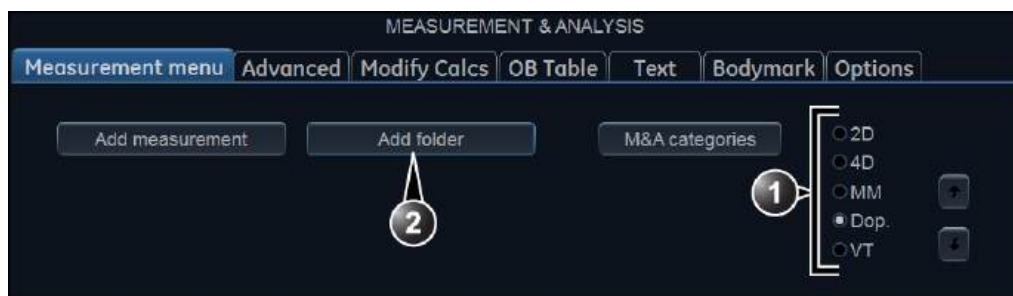 MEASUREMENT & ANALYSIS
Measurement menu Advanced Modify Calcs OB Table Text Bodymark Options
Add measurement Add folder M&A categories
2D
4D
1 MM
Dop.
2
VT